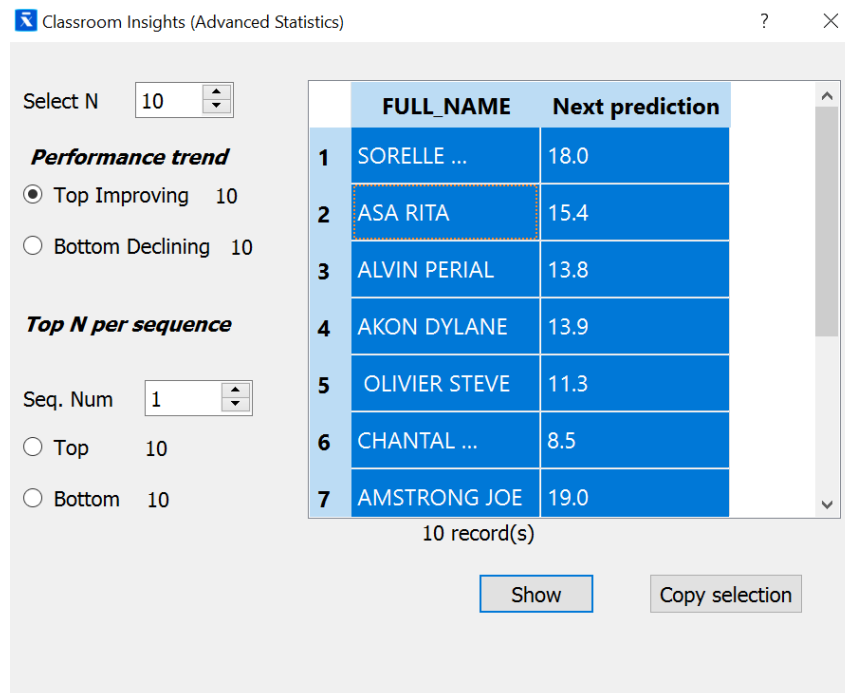 Classroom Insights (Advanced Statistics) ?
Select N 10
Performance trend
Top Improving 10
Bottom Declining 10
Top N per sequence
Seq. Num 1
Top 10
Bottom 10
FULL_NAME Next prediction
1 SORELLE ... 18.0
2 ASA RITA 15.4
3 ALVIN PERIAL 13.8
4 AKON DYLANE 13.9
5 OLIVIER STEVE 11.3
6 CHANTAL ... 8.5
7 AMSTRONG JOE 19.0
10 record(s)
Show Copy selection